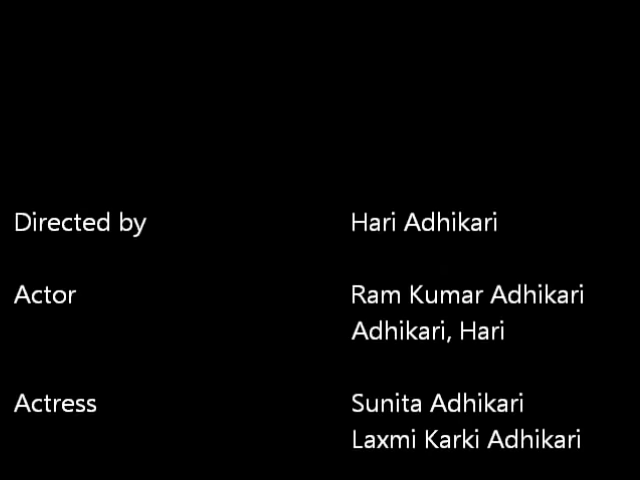 Directed by Hari Adhikari
Actor Ram Kumar Adhikari
Adhikari, Hari
Actress Sunita Adhikari
Laxmi Karki Adhikari